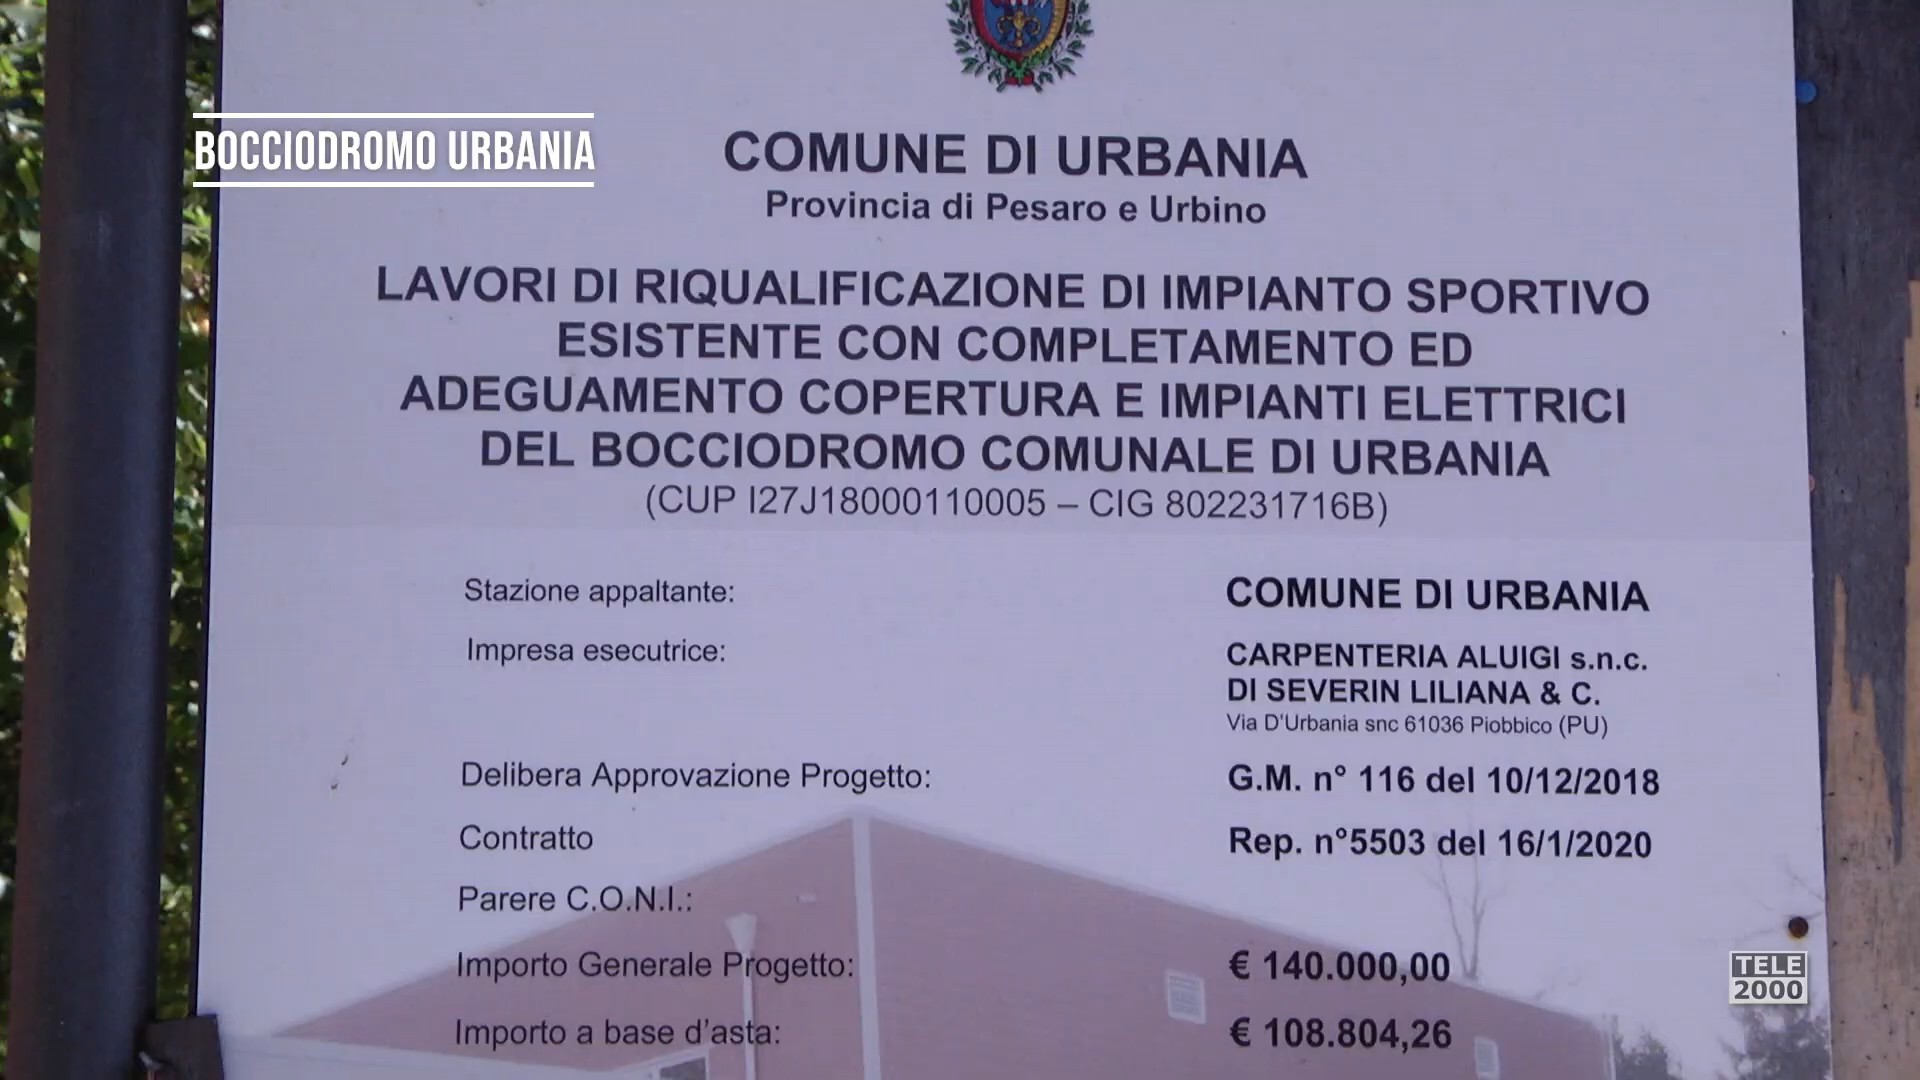 BOCCIODROMO URBANIA
COMUNE DI URBANIA
Provincia di Pesaro e Urbino
LAVORI DI RIQUALIFICAZIONE DI IMPIANTO SPORTIVO
ESISTENTE CON COMPLETAMENTO ED
ADEGUAMENTO COPERTURA E IMPIANTI ELETTRICI
DEL BOCCIODROMO COMUNALE DI URBANIA
(CUP I27J18000110005 – CIG 802231716B)
Stazione appaltante: COMUNE DI URBANIA
Impresa esecutrice: CARPENTERIA ALUIGI s.n.c.
DI SEVERIN LILIANA & C.
Via D'Urbania snc 61036 Piobbico (PU)
Delibera Approvazione Progetto: G.M. n° 116 del 10/12/2018
Contratto Rep. n°5503 del 16/1/2020
Parere C.O.N.I.:
Importo Generale Progetto: € 140.000,00
Importo a base d'asta: € 108.804,26
TELE
2000